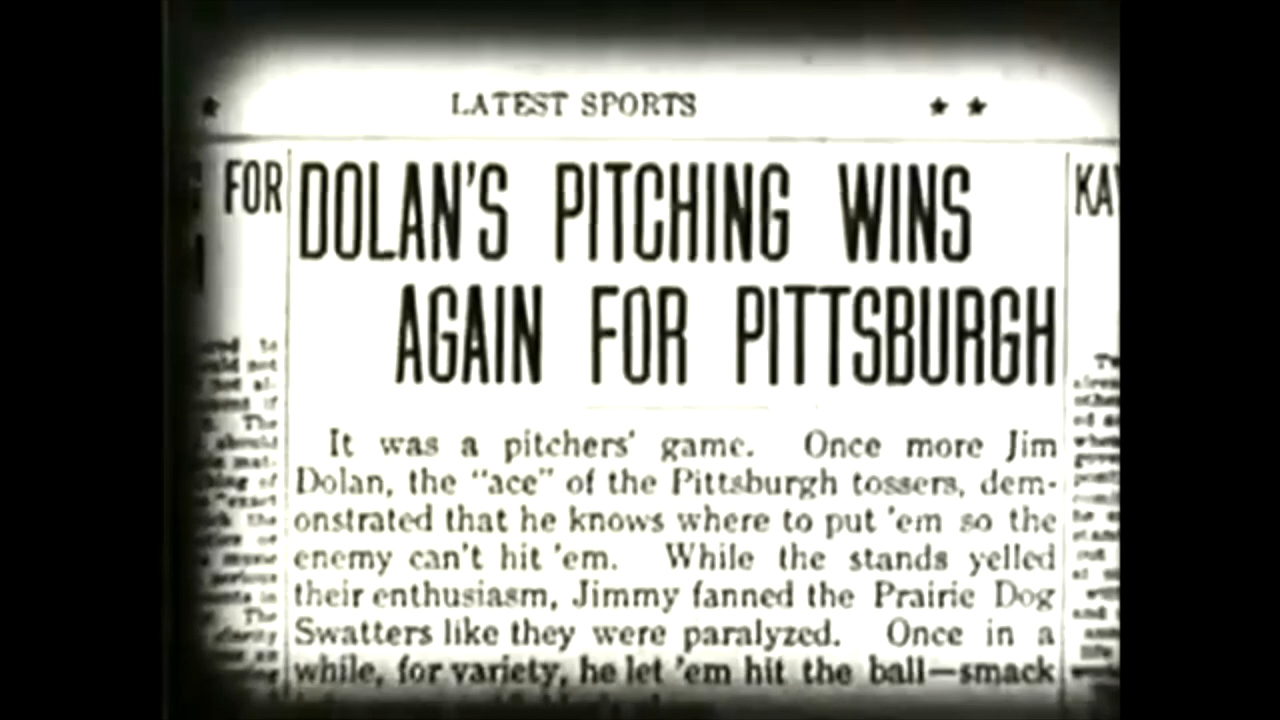 LATEST SPORTS
FOR
DOLAN'S PITCHING WINS
AGAIN FOR PITTSBURGH
It was a pitchers' game. Once more Jim
Dolan, the "ace" of the Pittsburgh tossers, dem-
onstrated that he knows where to put 'em so the
enemy can't hit 'em. While the stands yelled
their enthusiasm, Jimmy fanned the Prairie Dog
Swatters like they were paralyzed. Once in a
while, for variety, he let 'em hit the ball—smack
KA